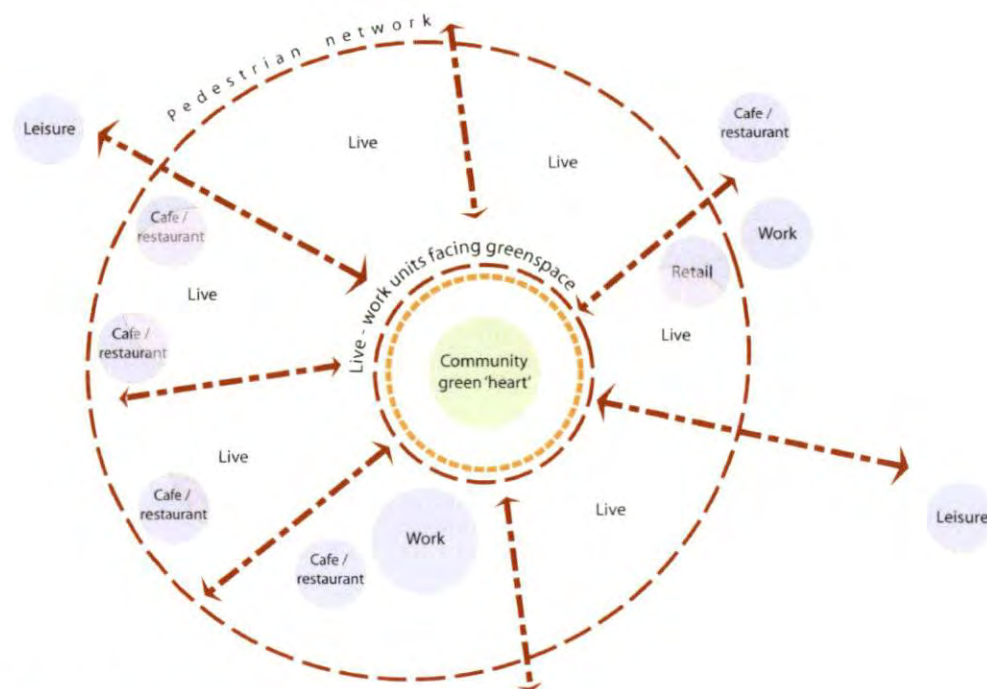 Pedestrian network
Leisure
Live
Live
Cafe /
restaurant
Cafe /
restaurant
Work
Retail
Live - work units facing greenspace
Live
Live
Cafe /
restaurant
Community
green 'heart'
Live
Cafe /
restaurant
Work
Cafe /
restaurant
Live
Leisure